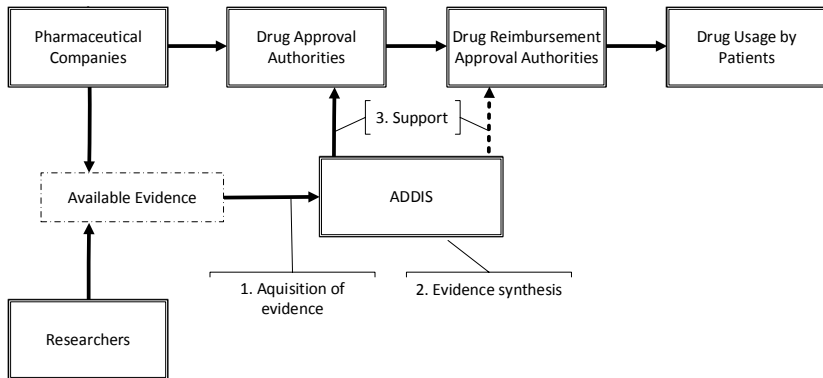 Pharmaceutical
Companies
Drug Approval
Authorities
Drug Reimbursement
Approval Authorities
Drug Usage by
Patients
3. Support
Available Evidence
ADDIS
1. Aquisition of
evidence
2. Evidence synthesis
Researchers